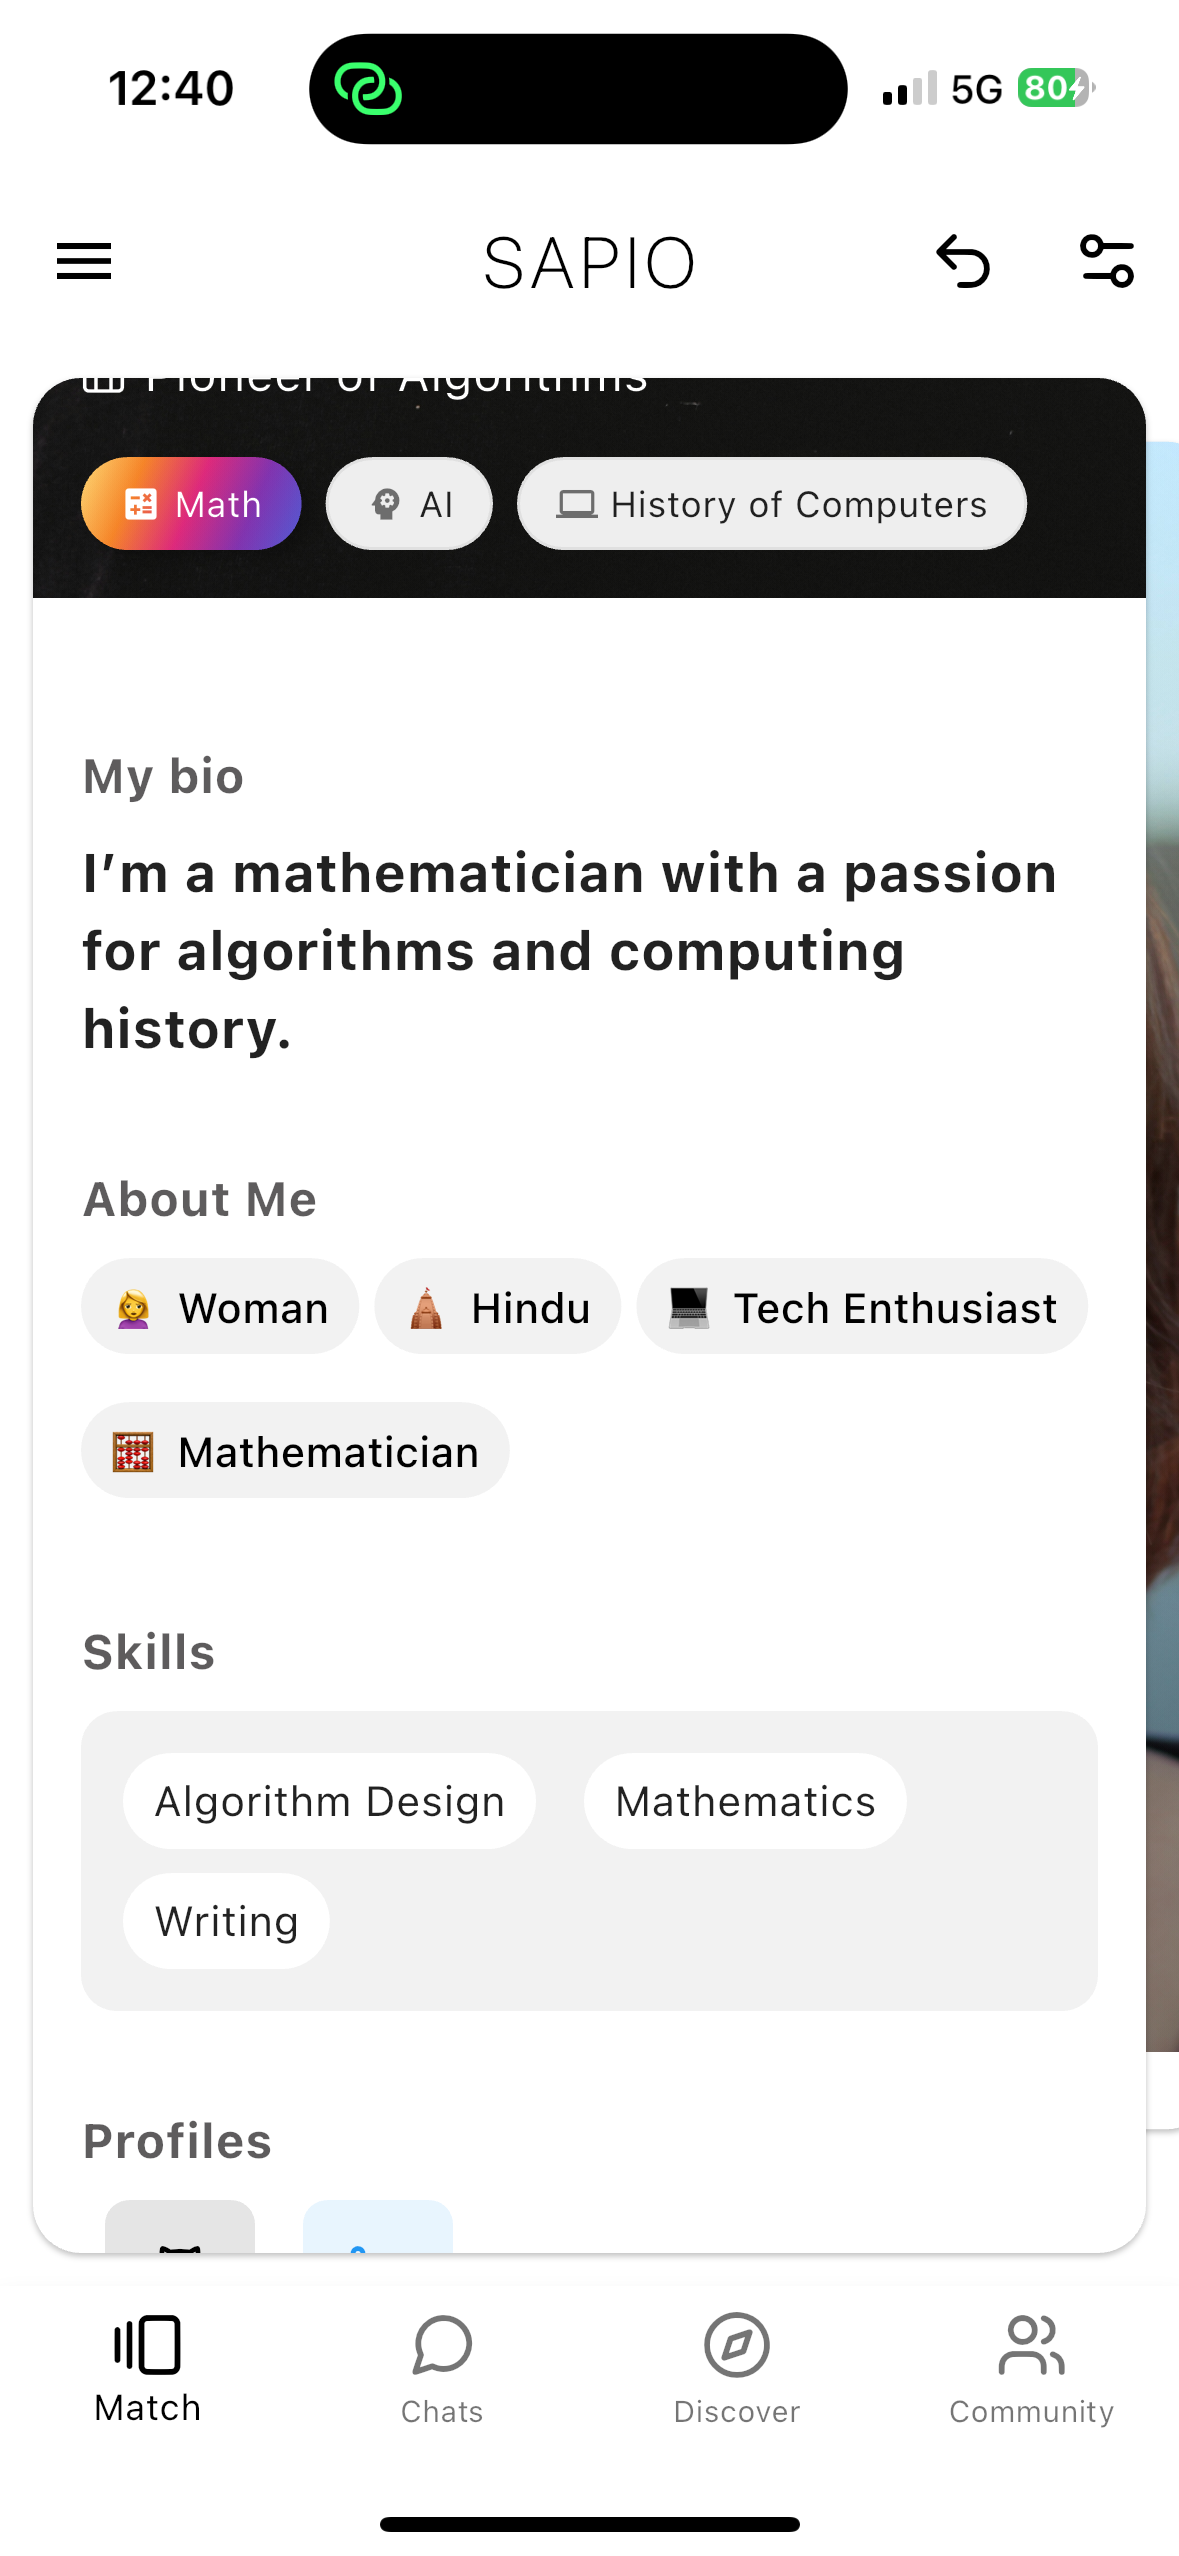 12:40
5G
80
SAPIO
Pioneer of Algorithms
Math
AI
History of Computers
My bio
I’m a mathematician with a passion
for algorithms and computing
history.
About Me
Woman
Hindu
Tech Enthusiast
Mathematician
Skills
Algorithm Design
Mathematics
Writing
Profiles
Match
Chats
Discover
Community